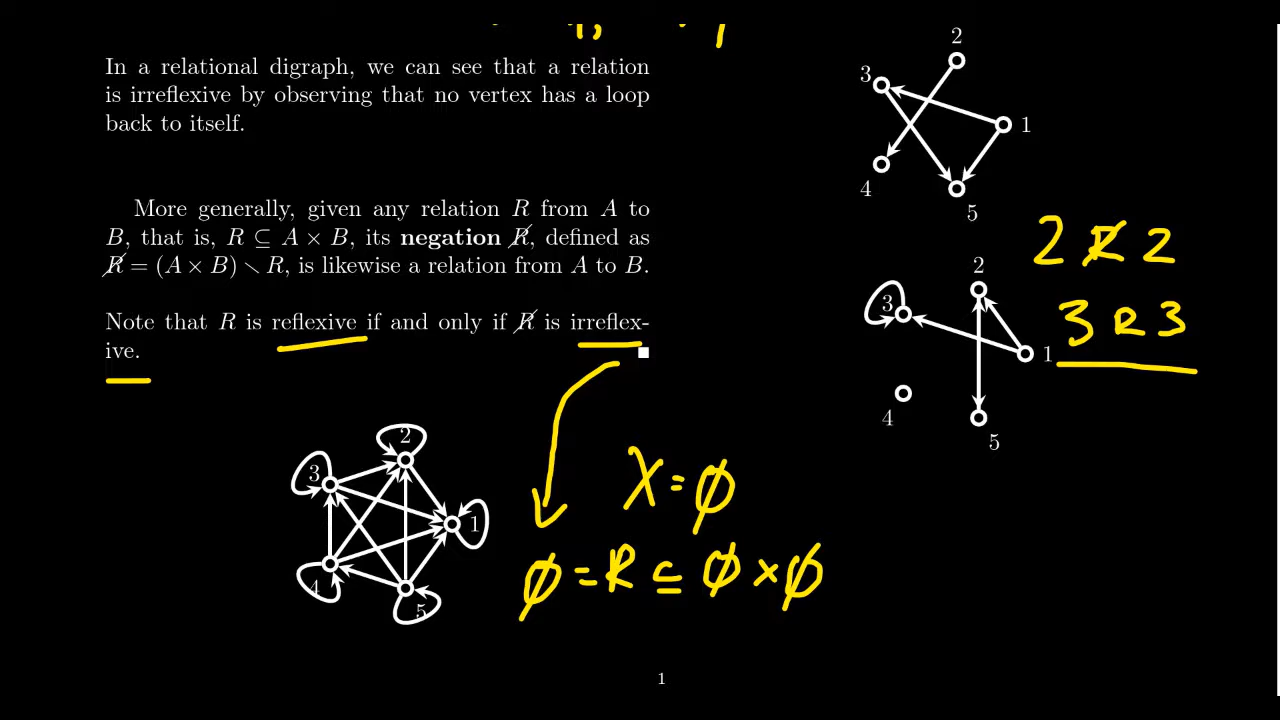 In a relational digraph, we can see that a relation
is irreflexive by observing that no vertex has a loop
back to itself.
More generally, given any relation R from A to
B, that is, R ⊆ A × B, its negation R̸, defined as
R̸ = (A × B) ∖ R, is likewise a relation from A to B.
Note that R is reflexive if and only if R̸ is irreflex-
ive.
2
3
1
4
5
2 R̸ 2
2
3
3 R 3
1
4
5
2
3
1
4
5
X = ∅
∅ = R ⊆ ∅ × ∅
1